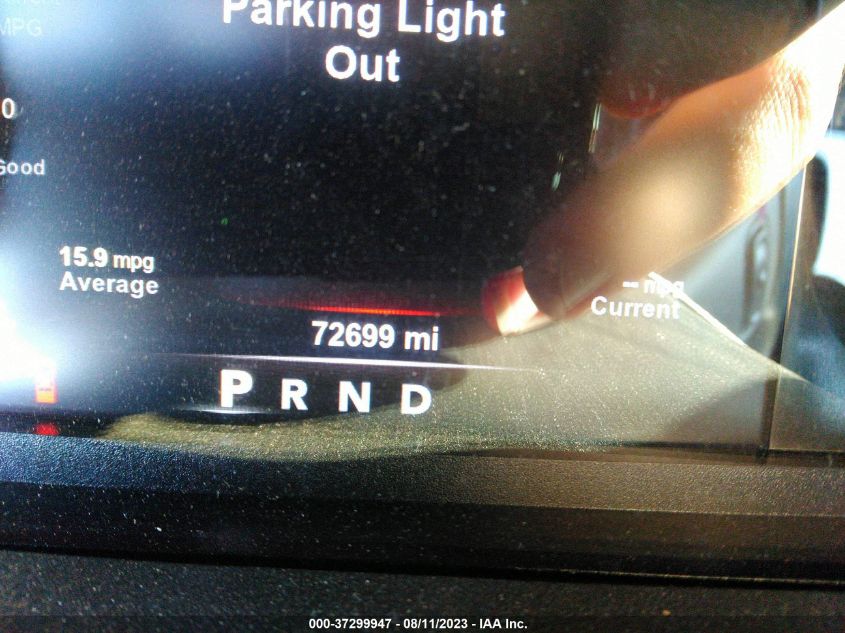 Parking Light
Out
MPG
0
Good
15.9 mpg
Average
-- mpg
Current
72699 mi
P R N D
000-37299947 - 08/11/2023 - IAA Inc.